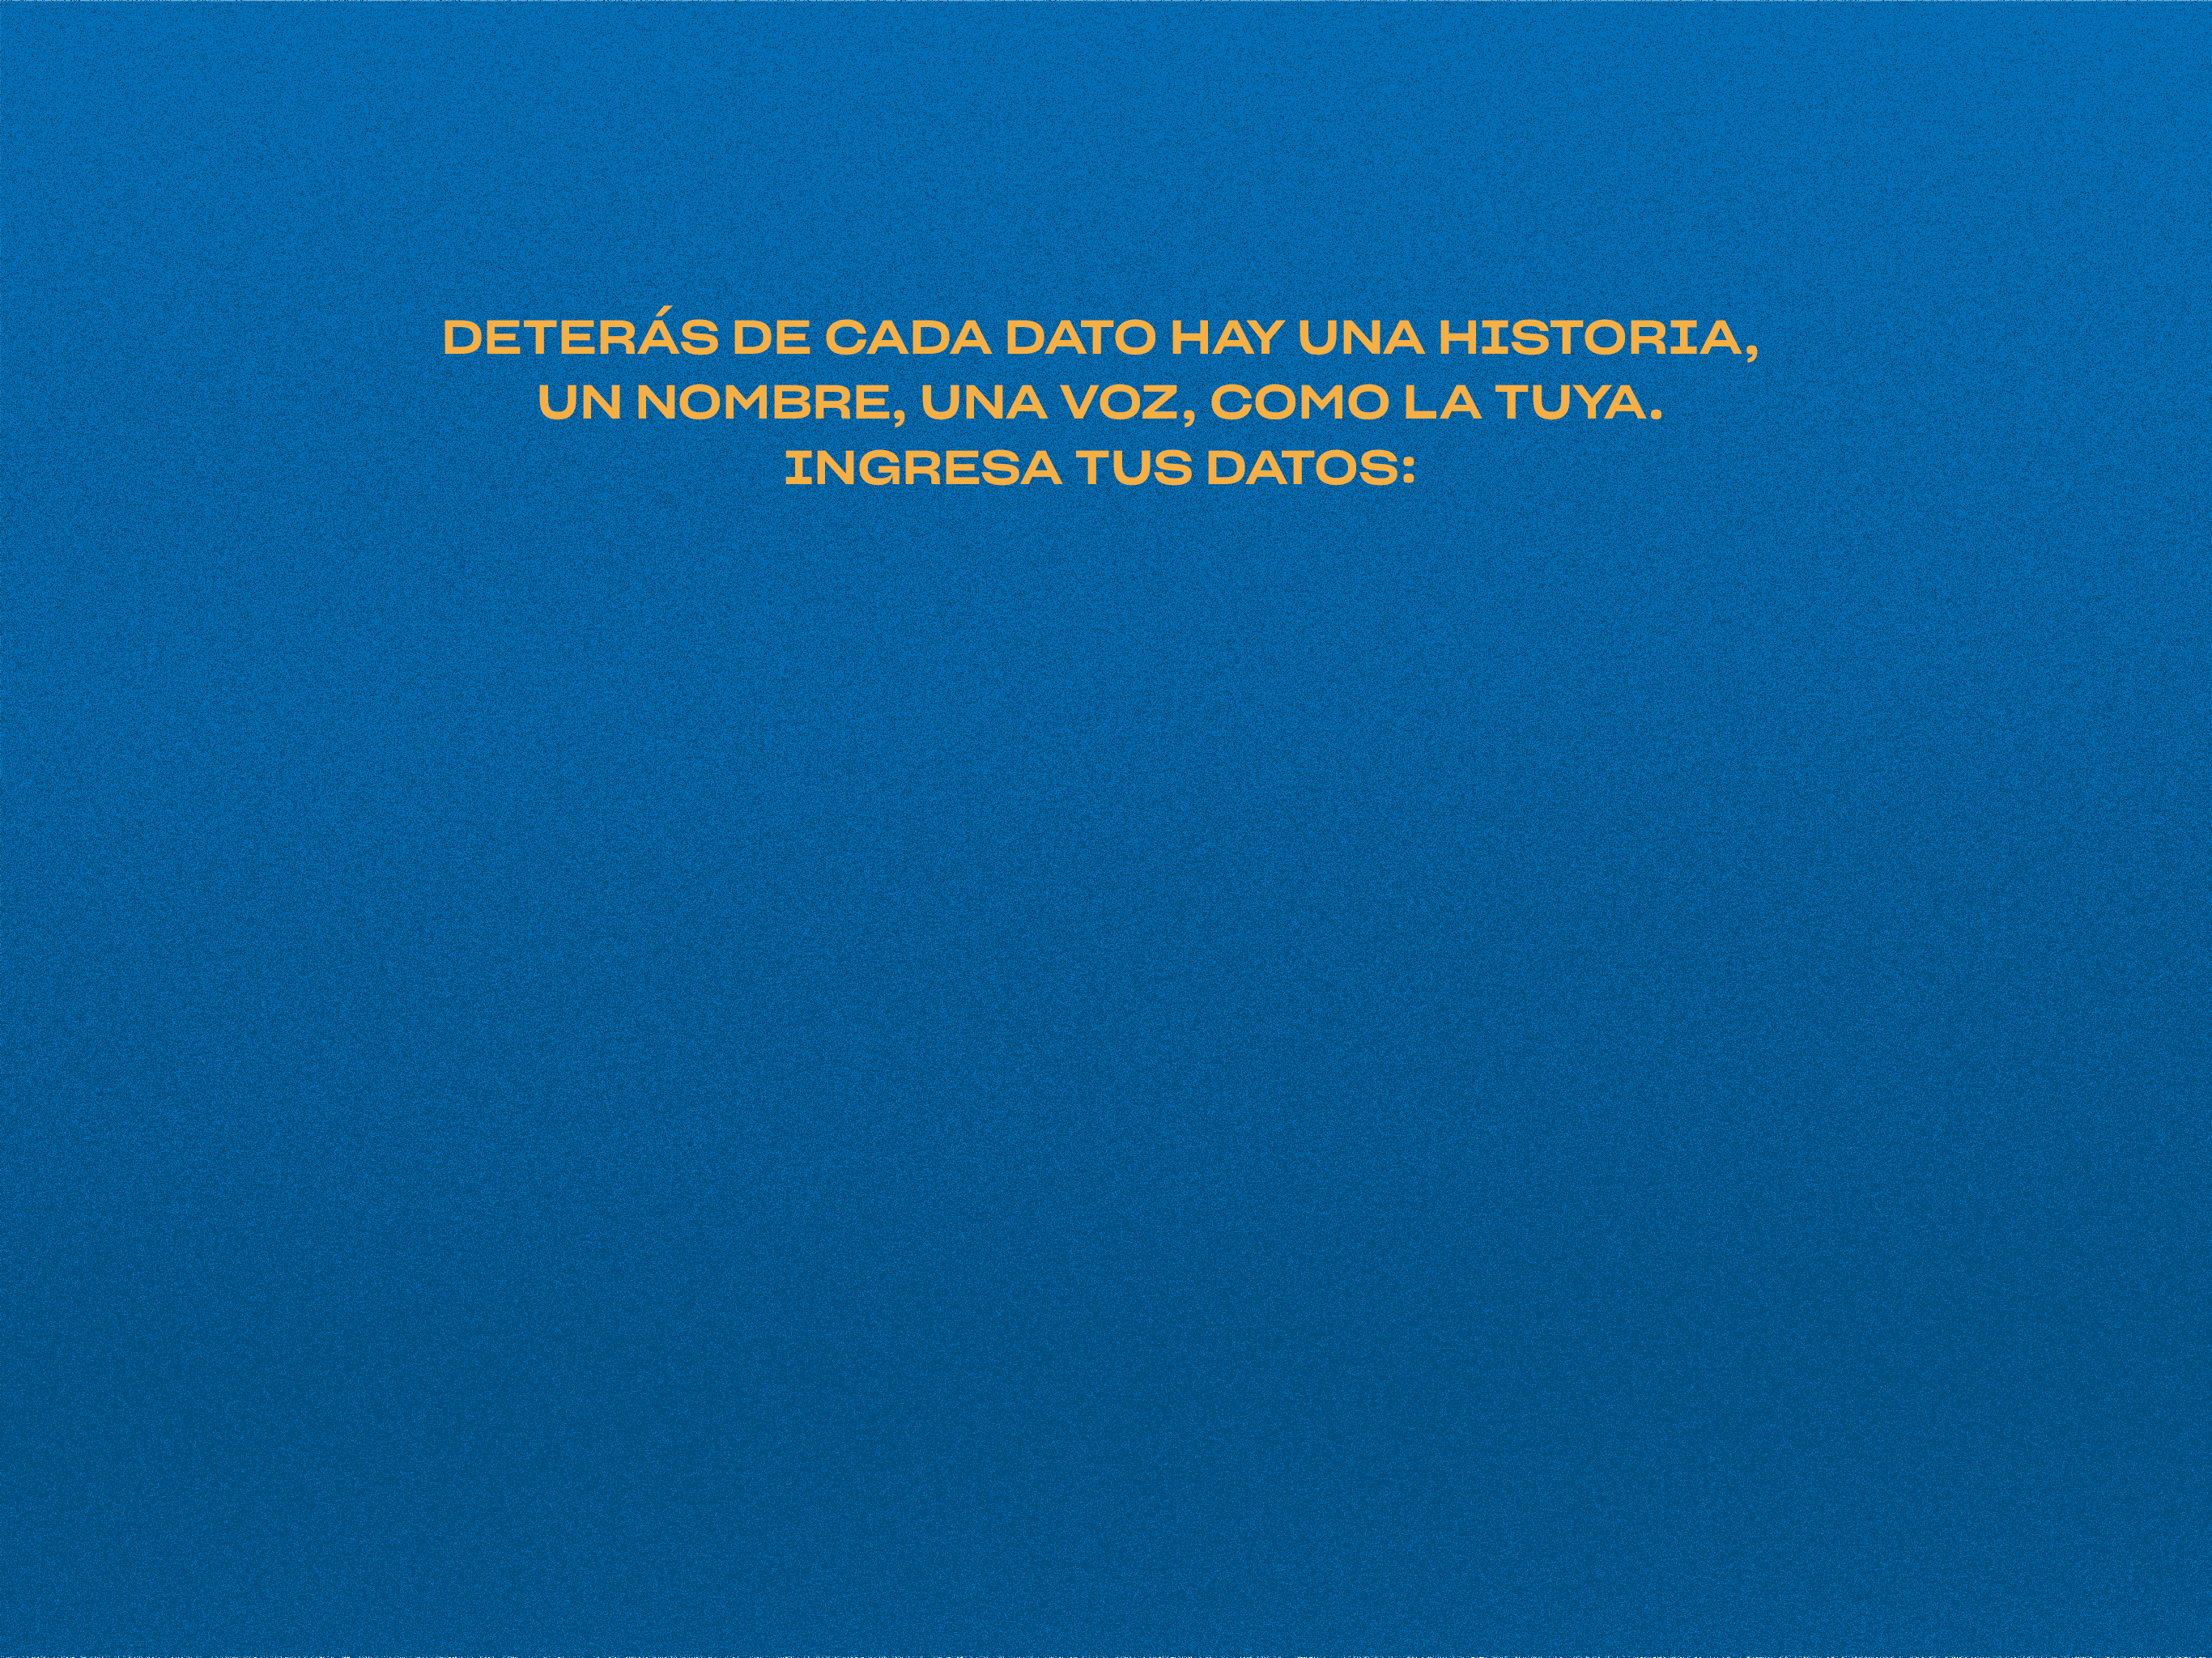 DETERÁS DE CADA DATO HAY UNA HISTORIA,
UN NOMBRE, UNA VOZ, COMO LA TUYA.
INGRESA TUS DATOS: